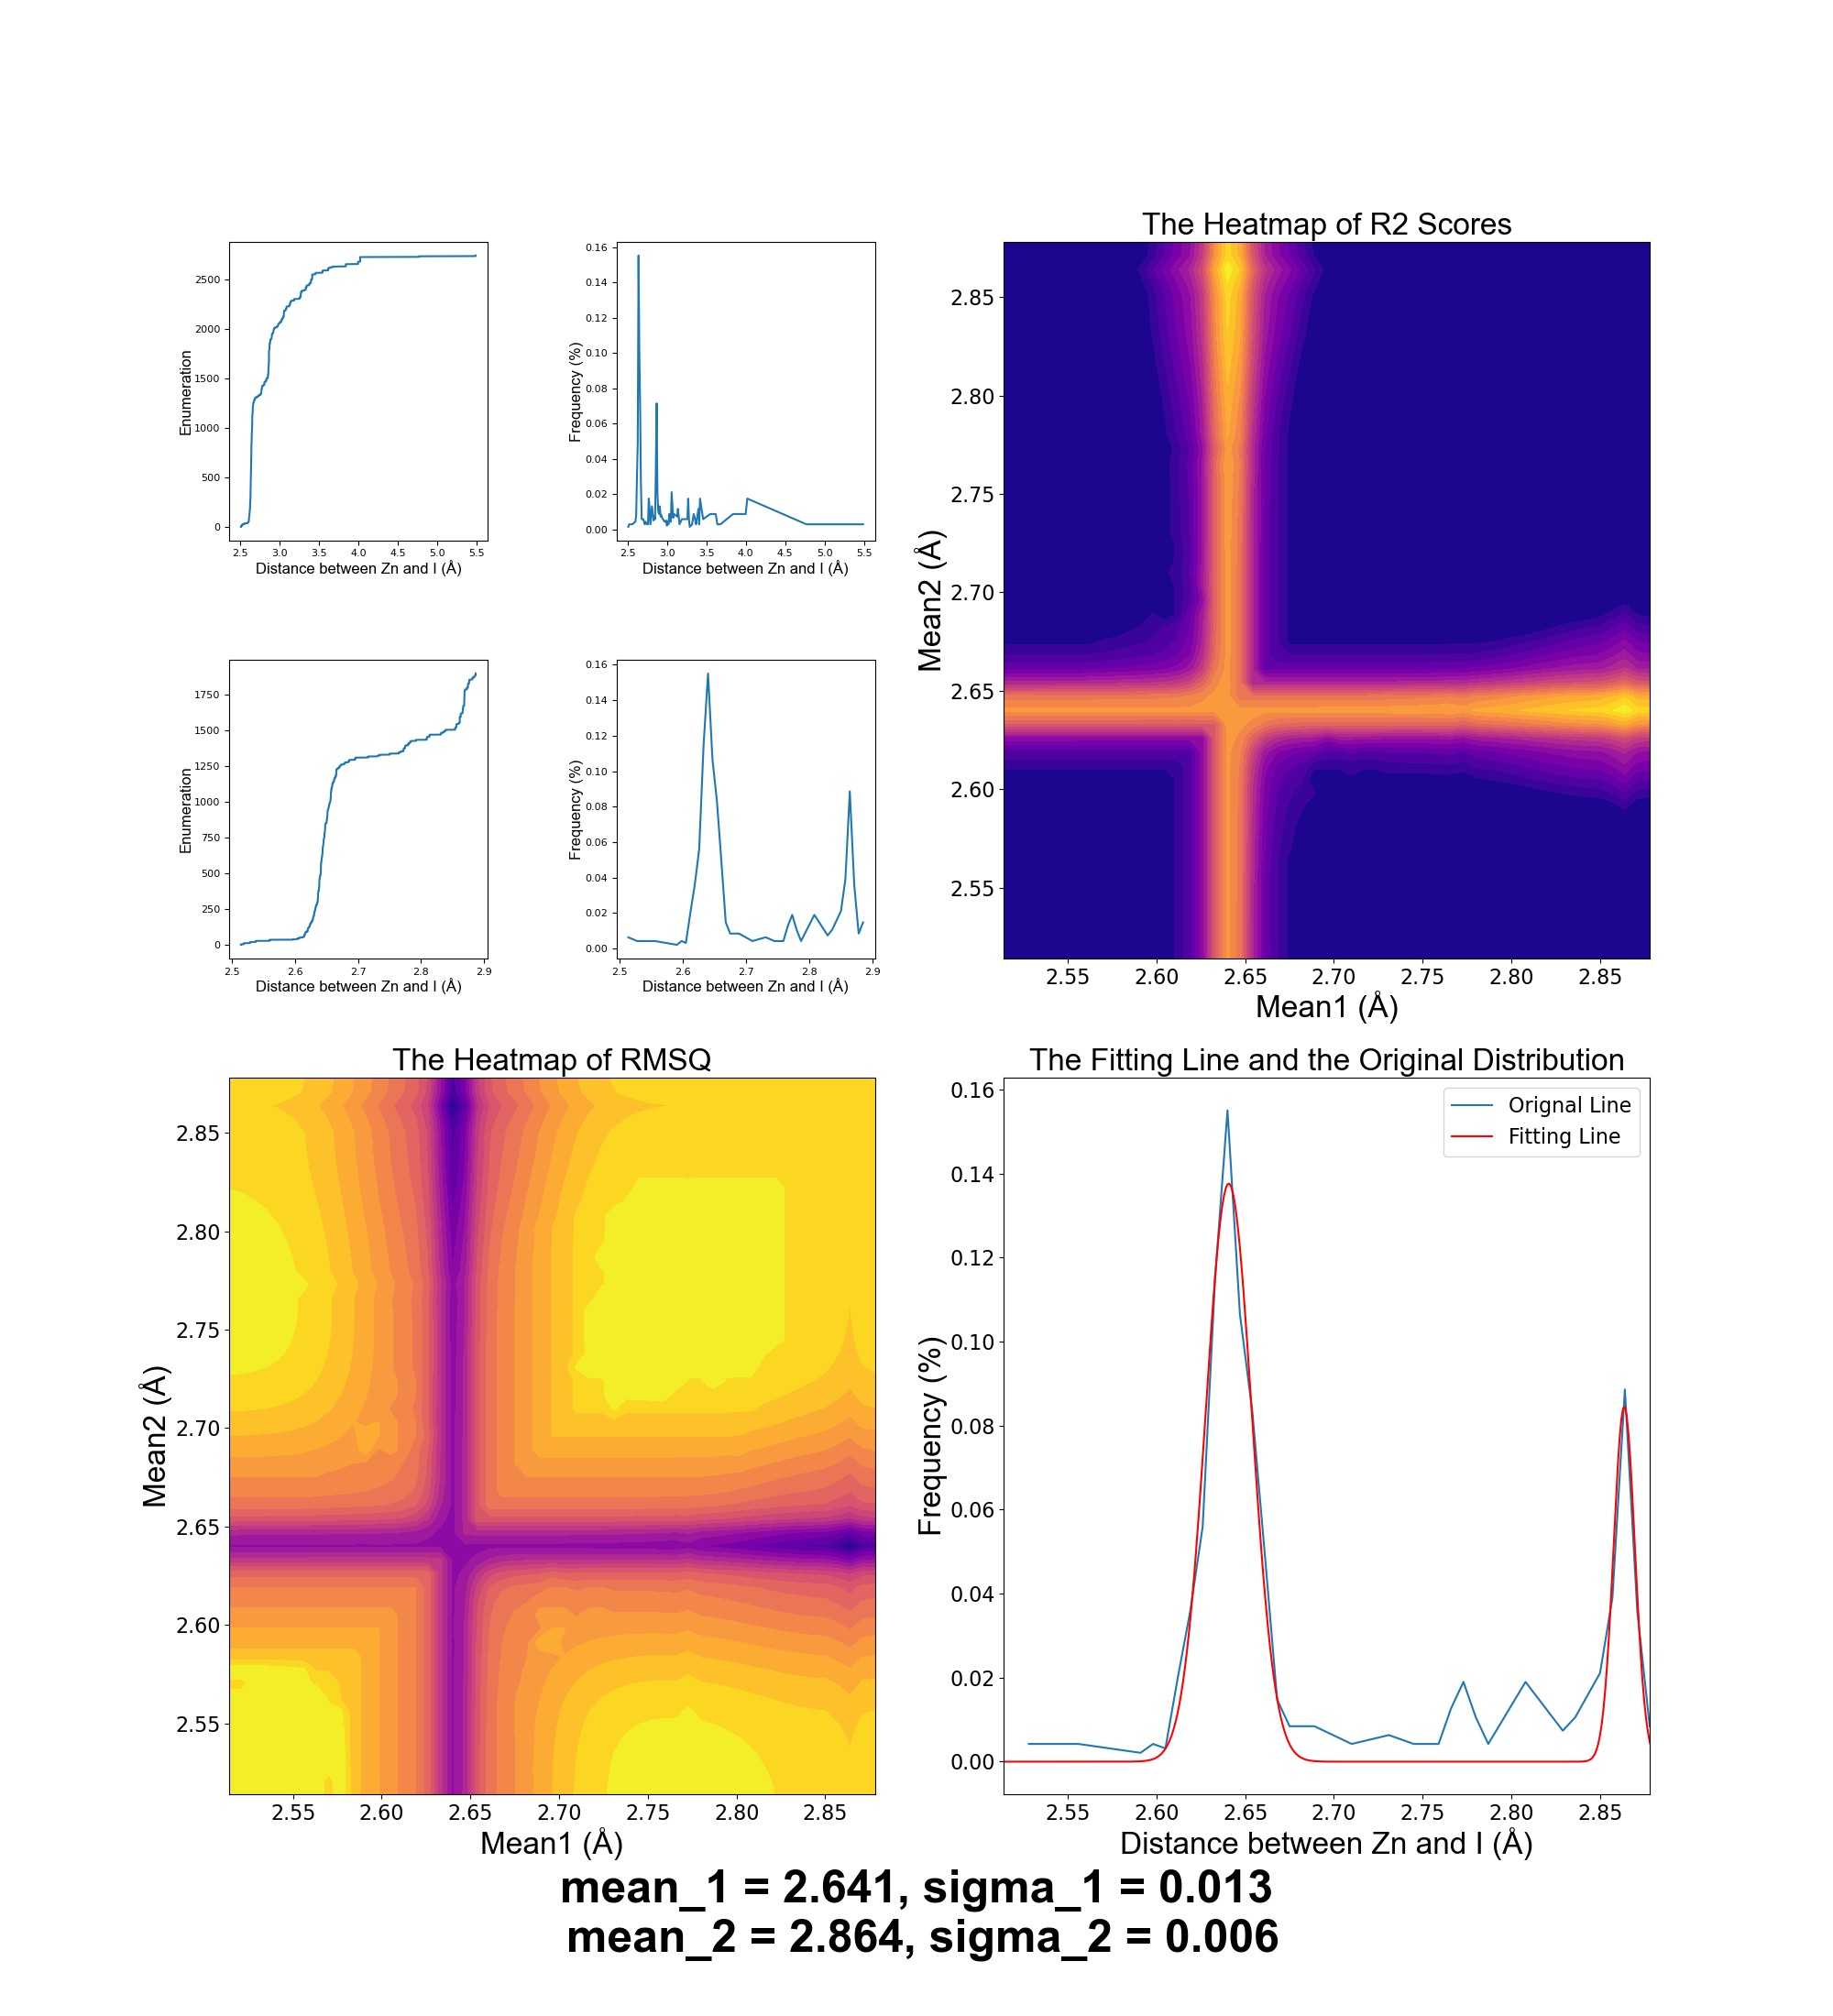 2500
2000
1500
1000
500
0
Enumeration
2.5 3.0 3.5 4.0 4.5 5.0 5.5
Distance between Zn and I (Å)
0.16
0.14
0.12
0.10
0.08
0.06
0.04
0.02
0.00
Frequency (%)
2.5 3.0 3.5 4.0 4.5 5.0 5.5
Distance between Zn and I (Å)
The Heatmap of R2 Scores
2.85
2.80
2.75
2.70
2.65
2.60
2.55
Mean2 (Å)
2.55 2.60 2.65 2.70 2.75 2.80 2.85
Mean1 (Å)
1750
1500
1250
1000
750
500
250
0
Enumeration
2.5 2.6 2.7 2.8 2.9
Distance between Zn and I (Å)
0.16
0.14
0.12
0.10
0.08
0.06
0.04
0.02
0.00
Frequency (%)
2.5 2.6 2.7 2.8 2.9
Distance between Zn and I (Å)
The Heatmap of RMSQ
2.85
2.80
2.75
2.70
2.65
2.60
2.55
Mean2 (Å)
2.55 2.60 2.65 2.70 2.75 2.80 2.85
Mean1 (Å)
The Fitting Line and the Original Distribution
0.16
0.14
0.12
0.10
0.08
0.06
0.04
0.02
0.00
Frequency (%)
Orignal Line
Fitting Line
2.55 2.60 2.65 2.70 2.75 2.80 2.85
Distance between Zn and I (Å)
mean_1 = 2.641, sigma_1 = 0.013
mean_2 = 2.864, sigma_2 = 0.006